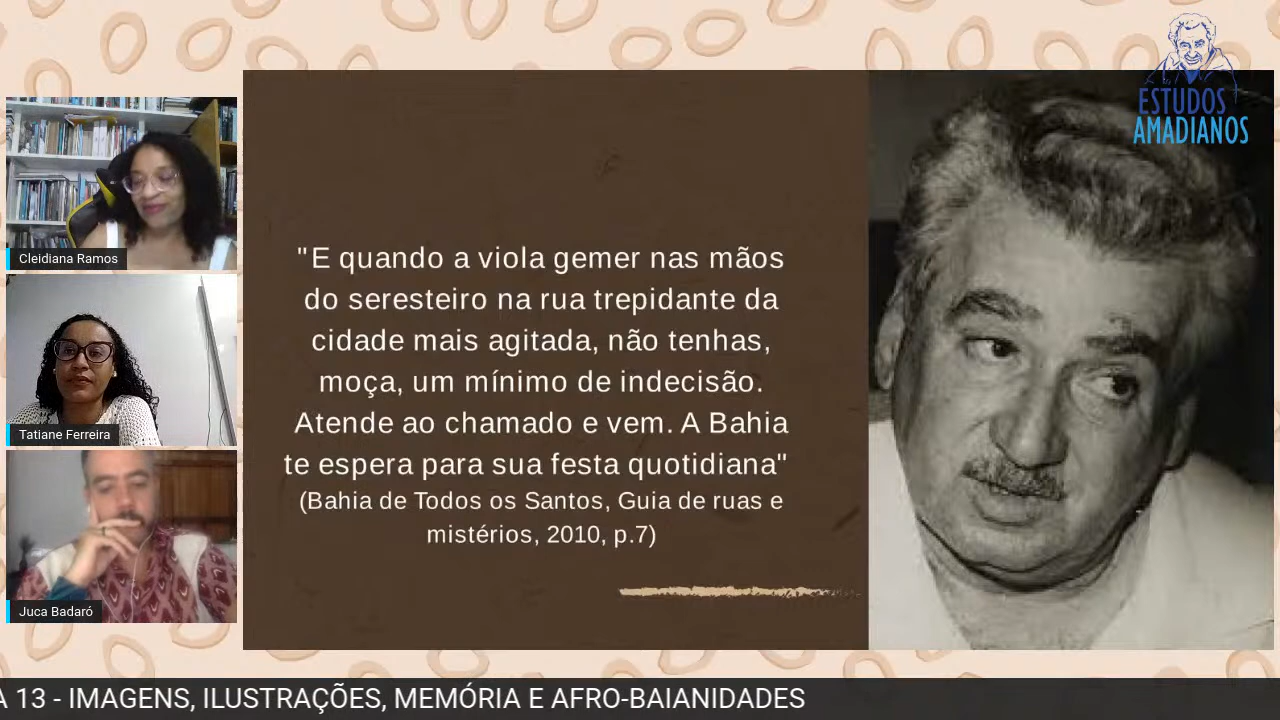 ESTUDOS
AMADIANOS
Cleidiana Ramos
Tatiane Ferreira
Juca Badaró
"E quando a viola gemer nas mãos
do seresteiro na rua trepidante da
cidade mais agitada, não tenhas,
moça, um mínimo de indecisão.
Atende ao chamado e vem. A Bahia
te espera para sua festa quotidiana"
(Bahia de Todos os Santos, Guia de ruas e
mistérios, 2010, p.7)
A 13 - IMAGENS, ILUSTRAÇÕES, MEMÓRIA E AFRO-BAIANIDADES